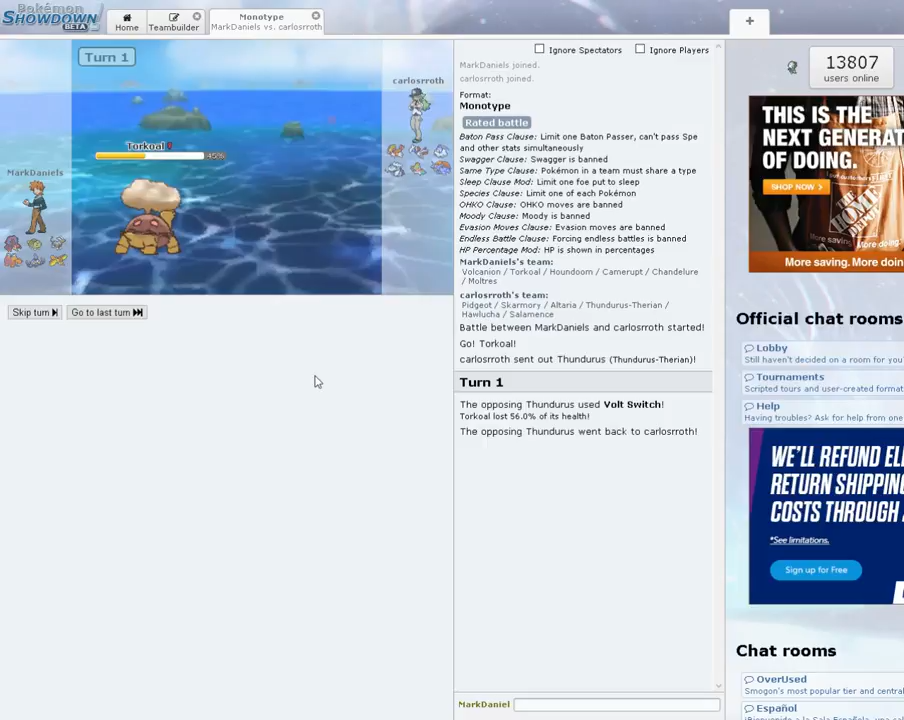 Pokémon
SHOWDOWN
BETA
Home
Teambuilder
Monotype
MarkDaniels vs. carlosrroth
+
Turn 1
carlosrroth
Torkoal
45%
MarkDaniels
Skip turn
Go to last turn
Ignore Spectators
Ignore Players
MarkDaniels joined.
carlosrroth joined.
Format:
Monotype
Rated battle
Baton Pass Clause: Limit one Baton Passer, can't pass Spe
and other stats simultaneously
Swagger Clause: Swagger is banned
Same Type Clause: Pokémon in a team must share a type
Sleep Clause Mod: Limit one foe put to sleep
Species Clause: Limit one of each Pokémon
OHKO Clause: OHKO moves are banned
Moody Clause: Moody is banned
Evasion Moves Clause: Evasion moves are banned
Endless Battle Clause: Forcing endless battles is banned
HP Percentage Mod: HP is shown in percentages
MarkDaniels's team:
Volcanion / Torkoal / Houndoom / Camerupt / Chandelure
/ Moltres
carlosrroth's team:
Pidgeot / Skarmory / Altaria / Thundurus-Therian /
Hawlucha / Salamence
Battle between MarkDaniels and carlosrroth started!
Go! Torkoal!
carlosrroth sent out Thundurus (Thundurus-Therian)!
Turn 1
The opposing Thundurus used Volt Switch!
Torkoal lost 56.0% of its health!
The opposing Thundurus went back to carlosrroth!
MarkDaniel
13807
users online
THIS IS THE
NEXT GENERAT
OF DOING.
SHOP NOW
THE HOME DEPOT
More saving. More doin
Official chat rooms
Lobby
Still haven't decided on a room for you
Tournaments
Scripted tours and user-created format
Help
Having troubles? Ask for help from one
WE'LL REFUND EL
RETURN SHIPPING
COSTS THROUGH
*See limitations.
Sign up for Free
Chat rooms
OverUsed
Smogon's most popular tier and central
Español
¡Bienvenido a la Sala Española, una sal